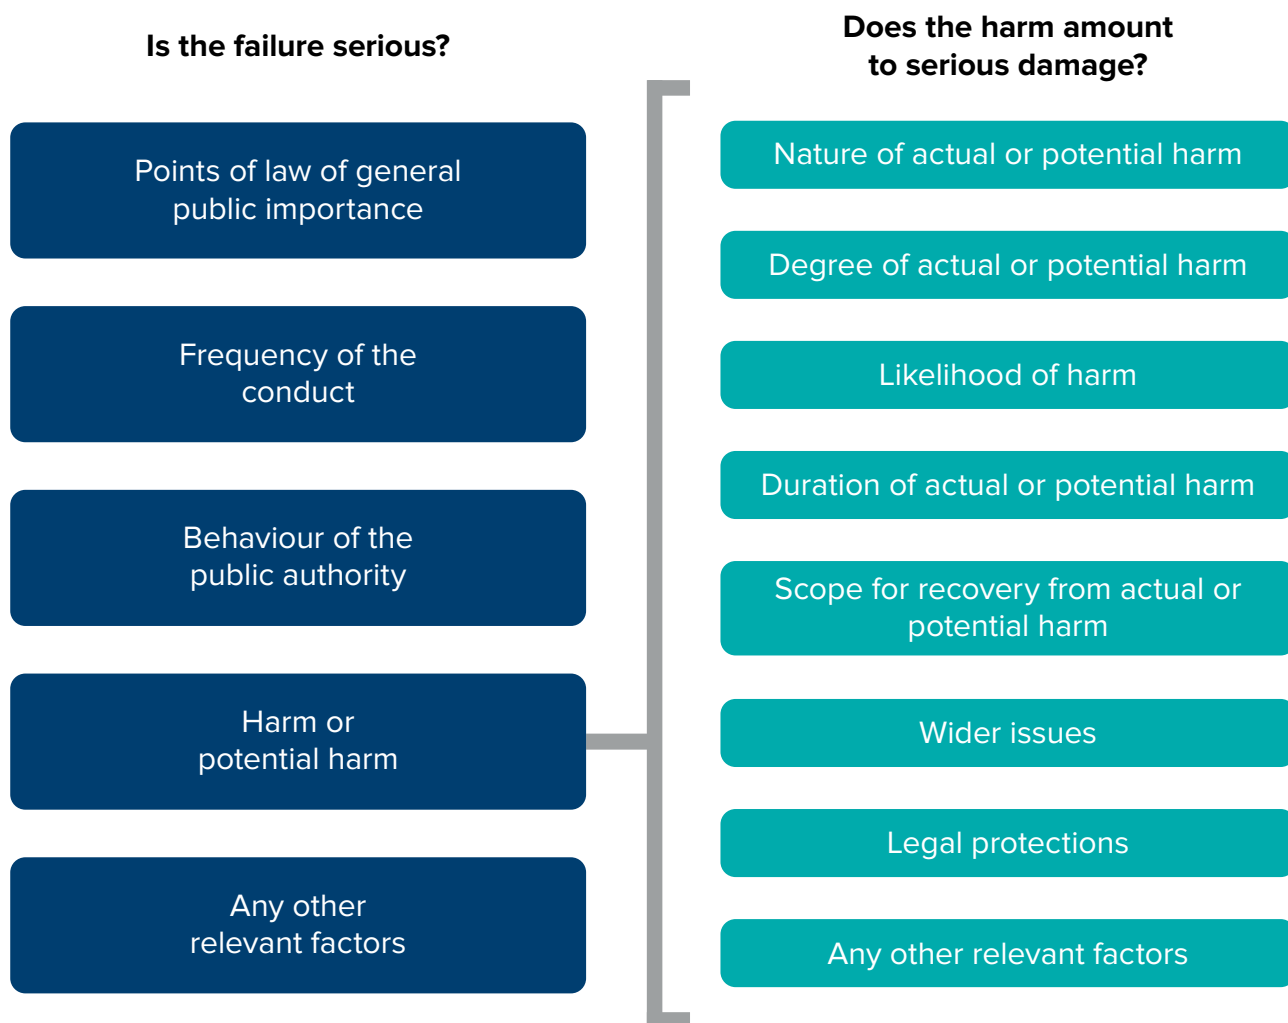 Is the failure serious?
Points of law of general
public importance
Frequency of the
conduct
Behaviour of the
public authority
Harm or
potential harm
Any other
relevant factors
Does the harm amount
to serious damage?
Nature of actual or potential harm
Degree of actual or potential harm
Likelihood of harm
Duration of actual or potential harm
Scope for recovery from actual or
potential harm
Wider issues
Legal protections
Any other relevant factors